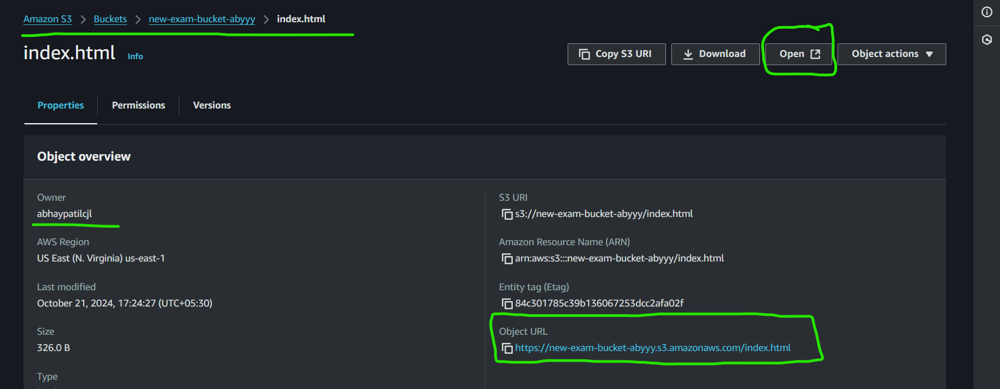 Amazon S3 > Buckets > new-exam-bucket-abyyy > index.html
index.html Info
Copy S3 URI Download Open Object actions
Properties Permissions Versions
Object overview
Owner
abhaypatilcjl
AWS Region
US East (N. Virginia) us-east-1
Last modified
October 21, 2024, 17:24:27 (UTC+05:30)
Size
326.0 B
Type
S3 URI
s3://new-exam-bucket-abyyy/index.html
Amazon Resource Name (ARN)
arn:aws:s3:::new-exam-bucket-abyyy/index.html
Entity tag (Etag)
84c301785c39b136067253dcc2afa02f
Object URL
https://new-exam-bucket-abyyy.s3.amazonaws.com/index.html